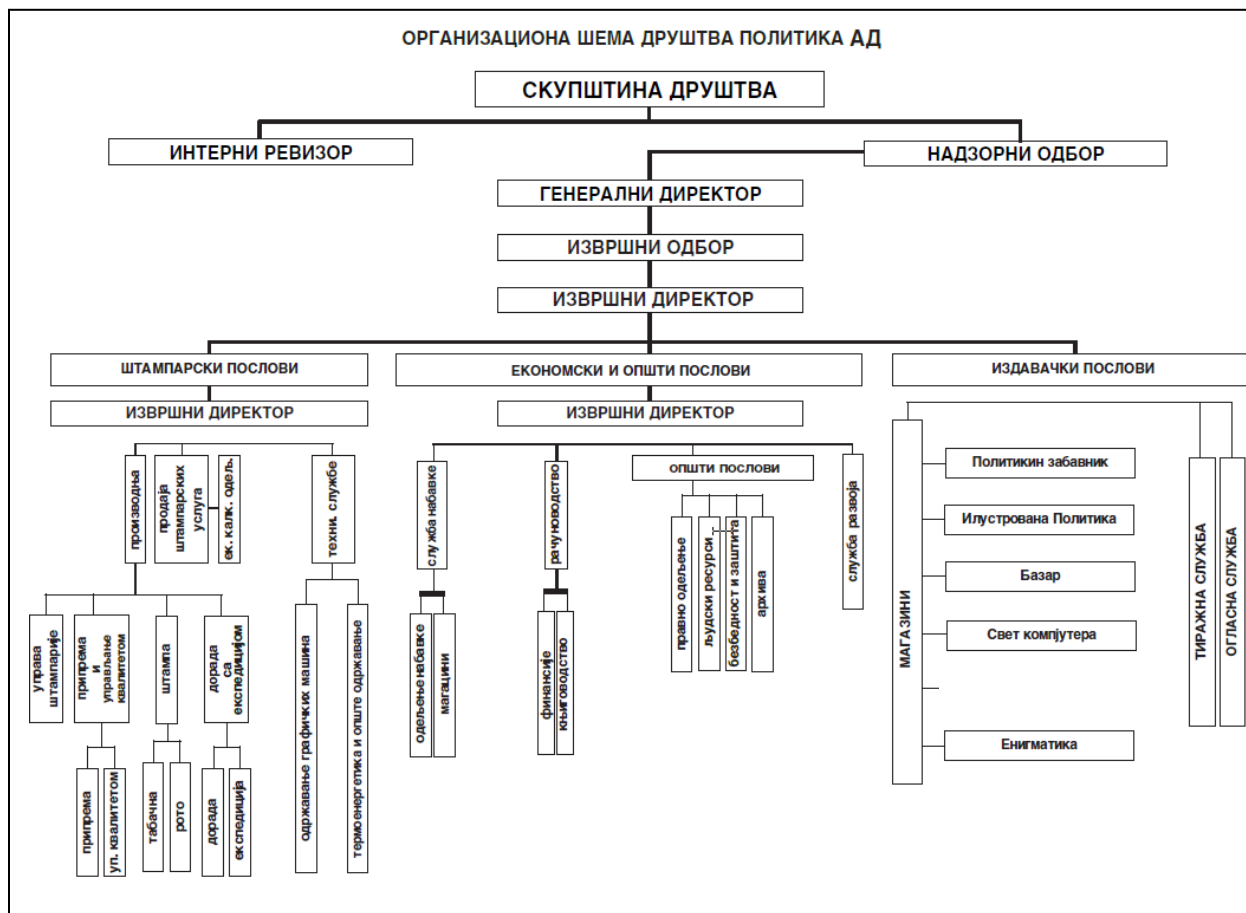 ОРГАНИЗАЦИОНА ШЕМА ДРУШТВА ПОЛИТИКА АД
СКУПШТИНА ДРУШТВА
ИНТЕРНИ РЕВИЗОР
НАДЗОРНИ ОДБОР
ГЕНЕРАЛНИ ДИРЕКТОР
ИЗВРШНИ ОДБОР
ИЗВРШНИ ДИРЕКТОР
ШТАМПАРСКИ ПОСЛОВИ
ЕКОНОМСКИ И ОПШТИ ПОСЛОВИ
ИЗДАВАЧКИ ПОСЛОВИ
ИЗВРШНИ ДИРЕКТОР
ИЗВРШНИ ДИРЕКТОР
производња
продаја
штампарских
услуга
ек. калк. одељ.
техни. службе
управа
штампарије
припрема
и
управљање
квалитетом
штампа
дорада
са
експедицијом
припрема
уп. квалитетом
табачна
рото
дорада
експедиција
одржавање графичких машина
термоенергетика и опште одржавање
служба набавке
рачуноводство
ОПШТИ ПОСЛОВИ
служба развоја
одељење набавке
магацини
финансије
књиговодство
правно одељење
људски ресурси
безбедност и заштита
архива
МАГАЗИНИ
Политикин забавник
Илустрована Политика
Базар
Свет компјутера
Енигматика
ТИРАЖНА СЛУЖБА
ОГЛАСНА СЛУЖБА